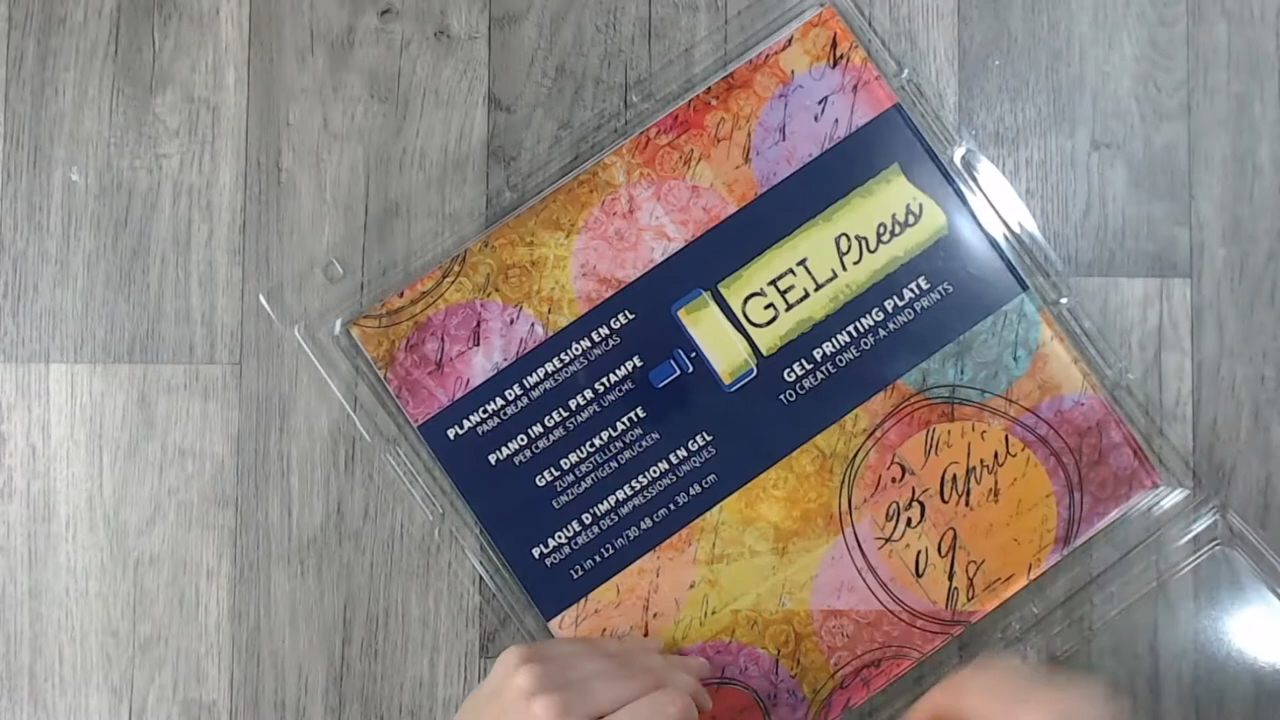 GEL Press
GEL PRINTING PLATE
TO CREATE ONE-OF-A-KIND PRINTS
PLANCHA DE IMPRESIÓN EN GEL
PARA CREAR IMPRESIONES ÚNICAS
PIANO IN GEL PER STAMPE
PER CREARE STAMPE UNICHE
GEL DRUCKPLATTE
ZUM ERSTELLEN VON
EINZIGARTIGEN DRUCKEN
PLAQUE D'IMPRESSION EN GEL
POUR CRÉER DES IMPRESSIONS UNIQUES
12 in x 12 in/30.48 cm x 30.48 cm
25 April
09